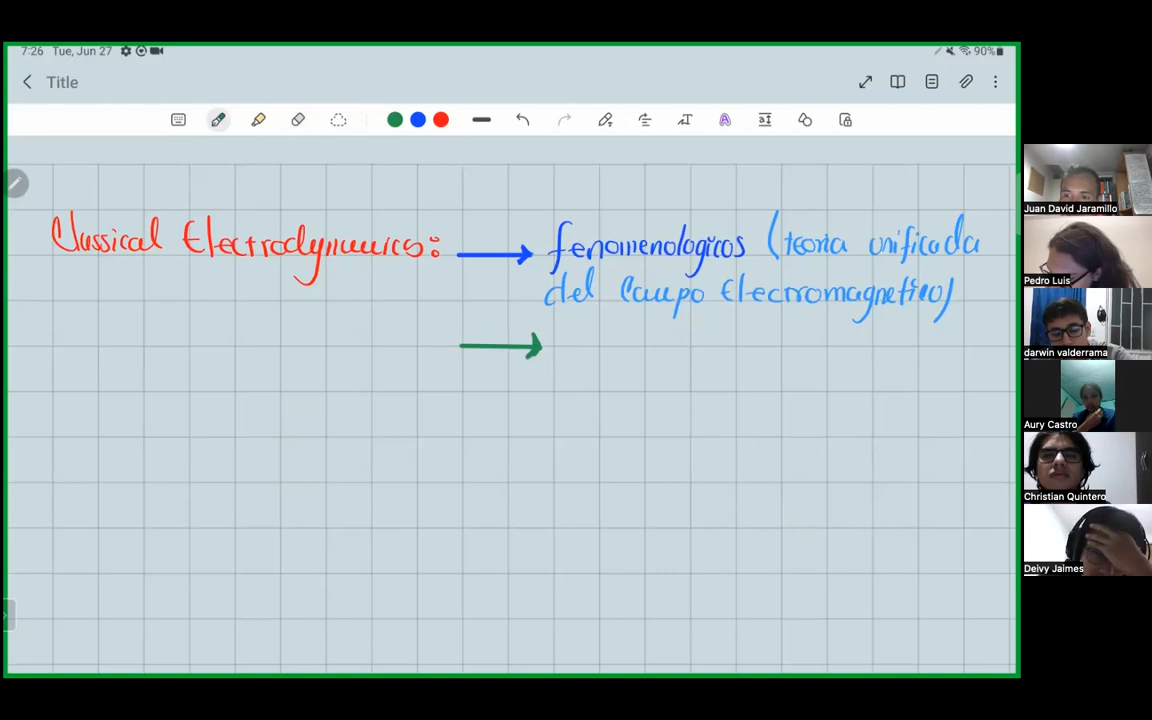 7:26 Tue, Jun 27 90%
Title
Classical Electrodynamics: → fenomenologicos (teoria unificada
del Campo Electromagnetico)
Juan David Jaramillo
Pedro Luis
darwin valderrama
Aury Castro
Christian Quintero
Deivy Jaimes